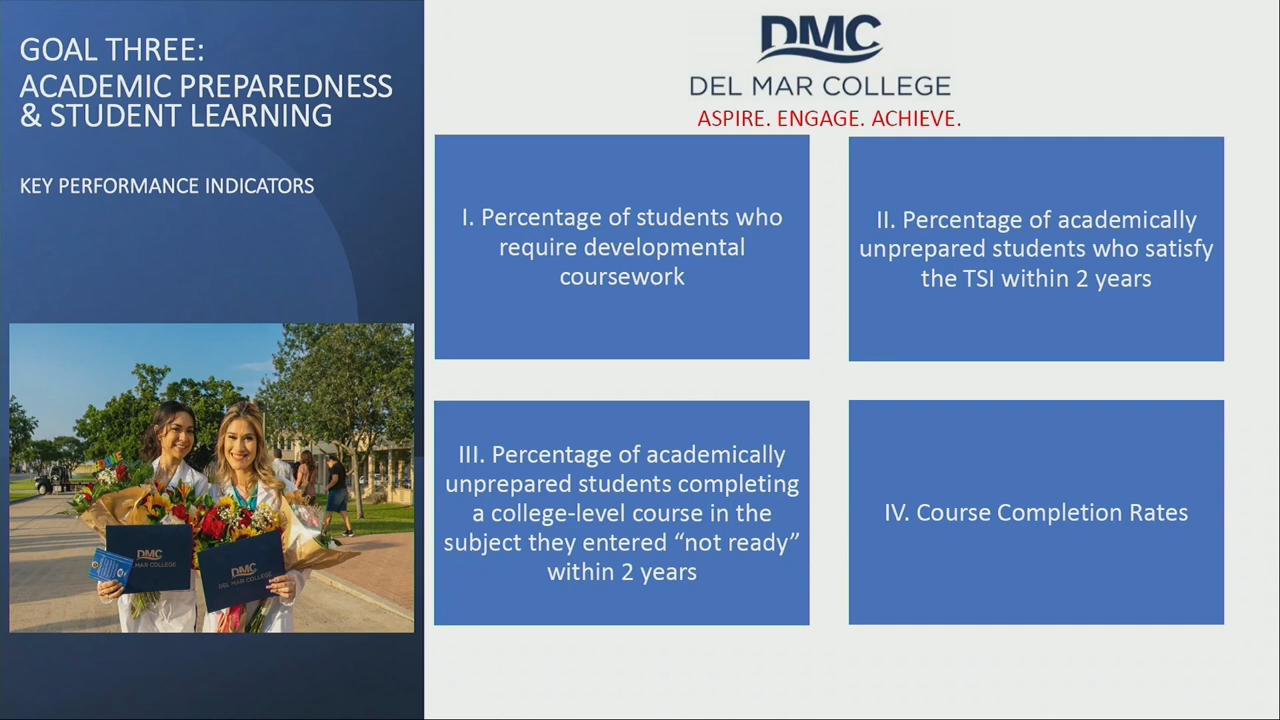 GOAL THREE:
ACADEMIC PREPAREDNESS
& STUDENT LEARNING
KEY PERFORMANCE INDICATORS
DMC
DEL MAR COLLEGE
ASPIRE. ENGAGE. ACHIEVE.
I. Percentage of students who
require developmental
coursework
II. Percentage of academically
unprepared students who satisfy
the TSI within 2 years
III. Percentage of academically
unprepared students completing
a college-level course in the
subject they entered “not ready”
within 2 years
IV. Course Completion Rates
DMC
MAR COLLEGE
DMC
DEL MAR COLLEGE